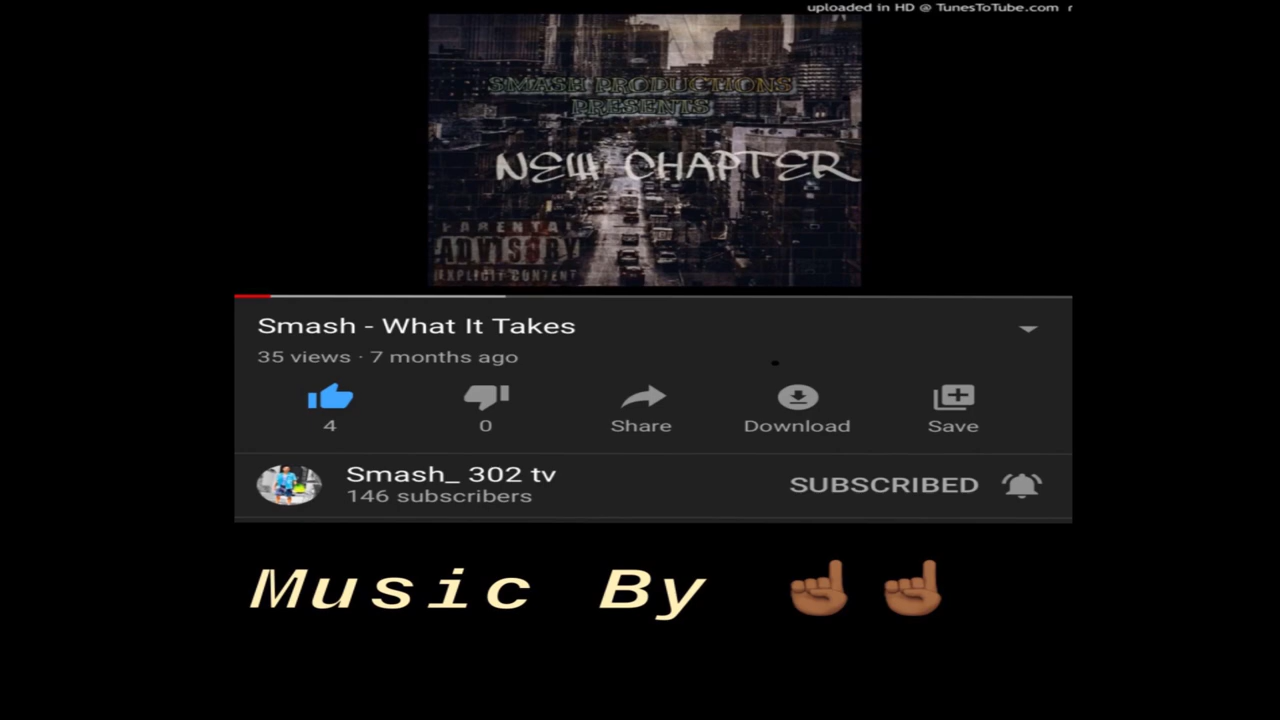 uploaded in HD @ TunesToTube.com
SMASH PRODUCTIONS
PRESENTS
NEW CHAPTER
PARENTAL
ADVISORY
EXPLICIT CONTENT
Smash - What It Takes
35 views · 7 months ago
4
0
Share
Download
Save
Smash_ 302 tv
146 subscribers
SUBSCRIBED
Music By ☝🏾☝🏾